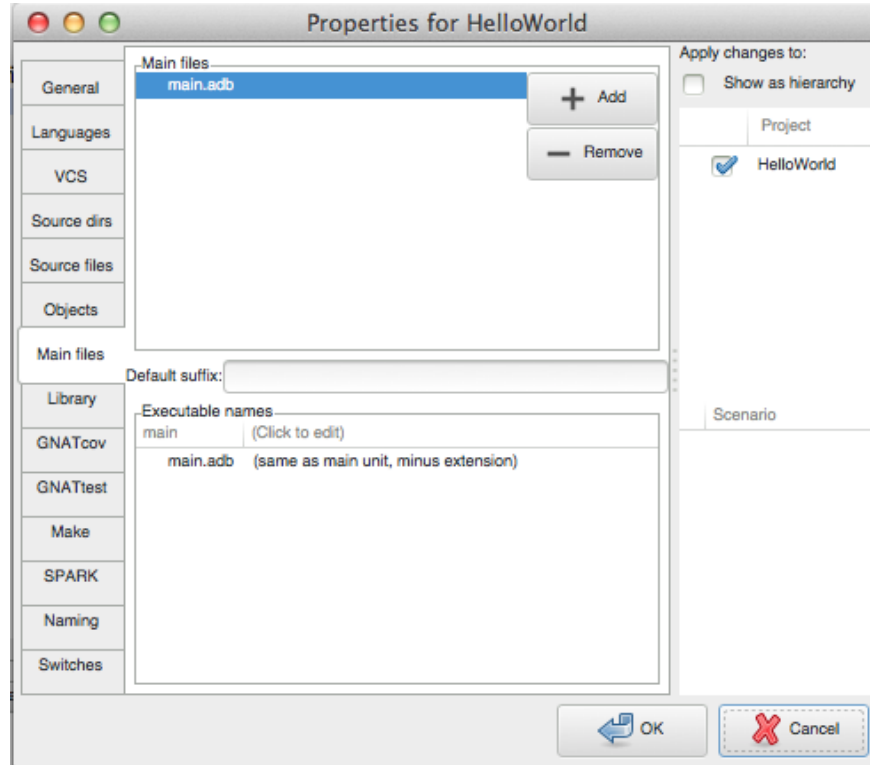 Properties for HelloWorld
General
Languages
VCS
Source dirs
Source files
Objects
Main files
Library
GNATcov
GNATtest
Make
SPARK
Naming
Switches
Main files
main.adb
Add
Remove
Default suffix:
Executable names
main (Click to edit)
main.adb (same as main unit, minus extension)
Apply changes to:
Show as hierarchy
Project
HelloWorld
Scenario
OK
Cancel